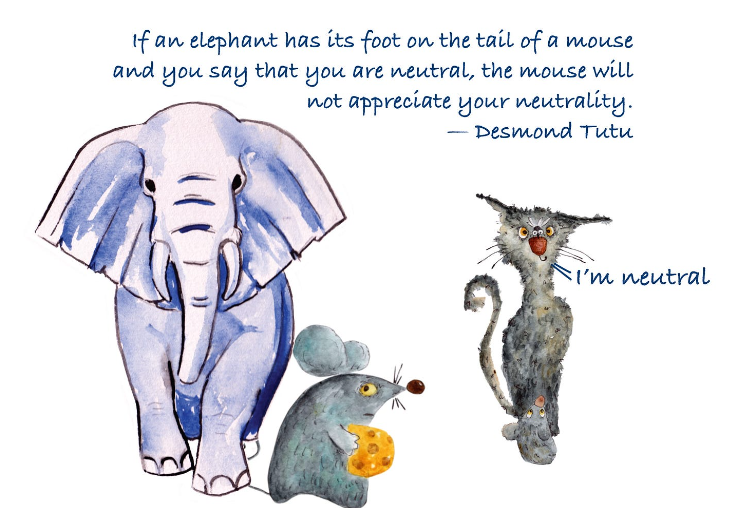 If an elephant has its foot on the tail of a mouse
and you say that you are neutral, the mouse will
not appreciate your neutrality.
— Desmond Tutu
I'm neutral